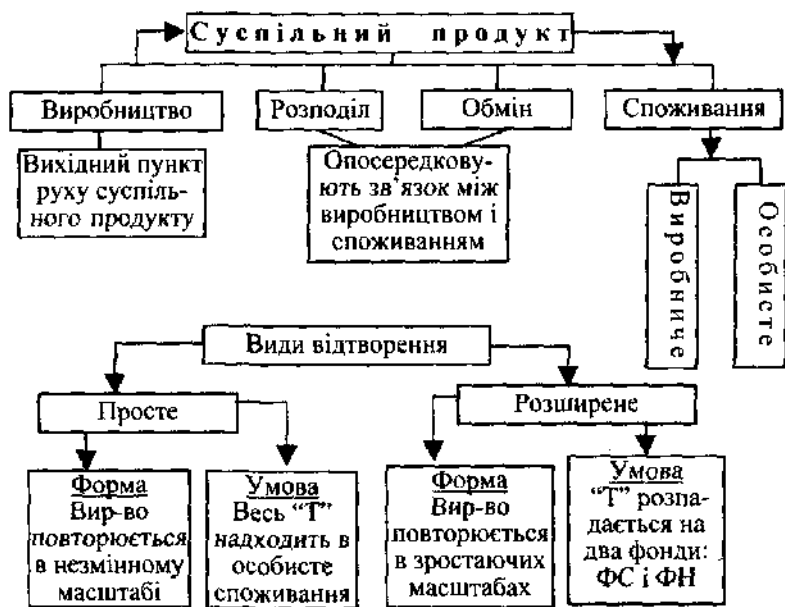 Суспільний продукт
Виробництво
Розподіл
Обмін
Споживання
Вихідний пункт
руху суспіль-
ного продукту
Опосередкову-
ють зв'язок між
виробництвом і
споживанням
Виробниче
Особисте
Види відтворення
Просте
Розширене
Форма
Вир-во
повторюється
в незмінному
масштабі
Умова
Весь “Т”
надходить в
особисте
споживання
Форма
Вир-во
повторюється
в зростаючих
масштабах
Умова
“Т” розпа-
дається на
два фонди:
ФС і ФН